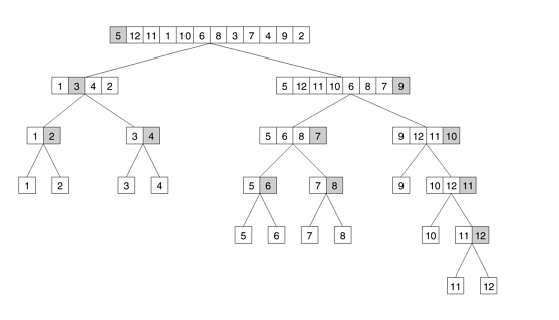 5 12 11 1 10 6 8 3 7 4 9 2
1 3 4 2 5 12 11 10 6 8 7 9
1 2 3 4 5 6 8 7 9 12 11 10
1 2 3 4 5 6 7 8 9 10 12 11
5 6 7 8 10 11 12
11 12